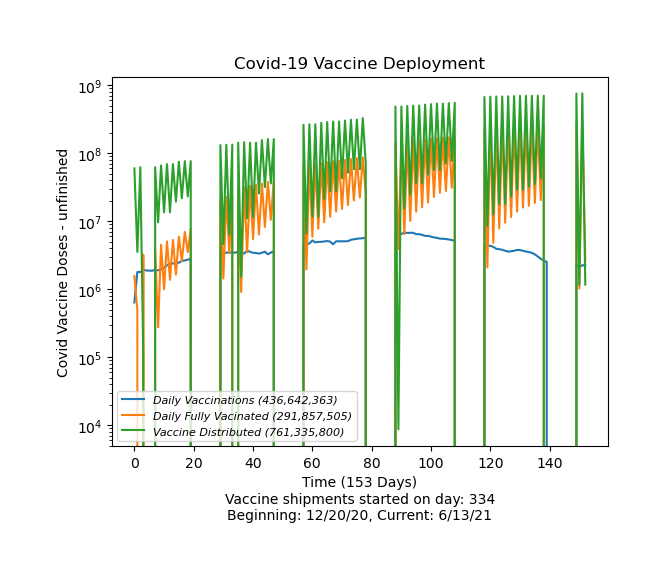 Covid-19 Vaccine Deployment
Covid Vaccine Doses - unfinished
10⁹
10⁸
10⁷
10⁶
10⁵
10⁴
Daily Vaccinations (436,642,363)
Daily Fully Vacinated (291,857,505)
Vaccine Distributed (761,335,800)
0 20 40 60 80 100 120 140
Time (153 Days)
Vaccine shipments started on day: 334
Beginning: 12/20/20, Current: 6/13/21